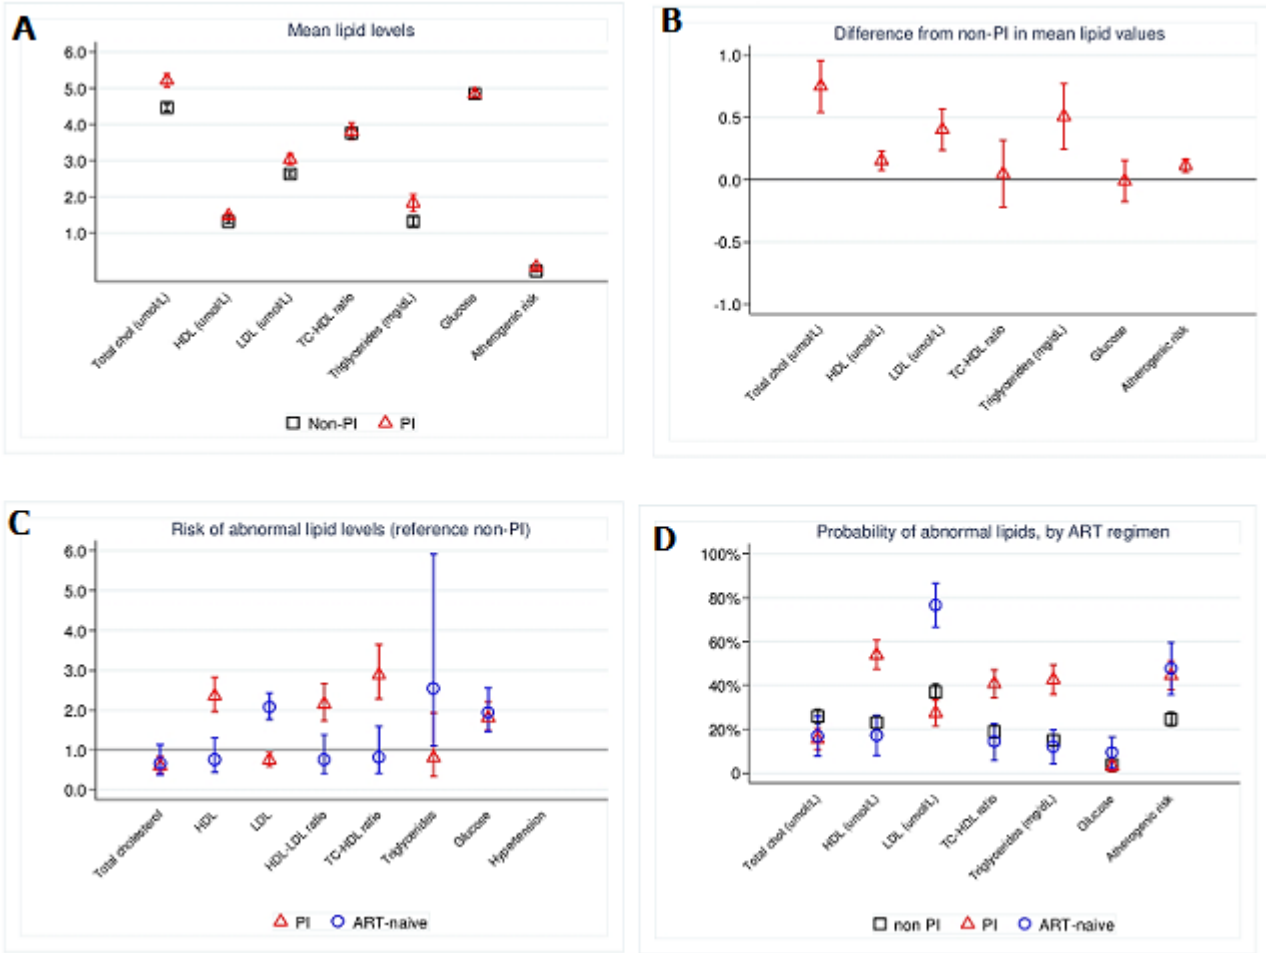 A
Mean lipid levels
6.0
5.0
4.0
3.0
2.0
1.0
Total chol (umol/L)
HDL (umol/L)
LDL (umol/L)
TC-HDL ratio
Triglycerides (mg/dL)
Glucose
Atherogenic risk
Non-PI
PI
B
Difference from non-PI in mean lipid values
1.0
0.5
0.0
-0.5
-1.0
Total chol (umol/L)
HDL (umol/L)
LDL (umol/L)
TC-HDL ratio
Triglycerides (mg/dL)
Glucose
Atherogenic risk
C
Risk of abnormal lipid levels (reference non-PI)
6.0
5.0
4.0
3.0
2.0
1.0
0.0
Total cholesterol
HDL
LDL
HDL-LDL ratio
TC-HDL ratio
Triglycerides
Glucose
Hypertension
PI
ART-naive
D
Probability of abnormal lipids, by ART regimen
100%
80%
60%
40%
20%
0
Total chol (umol/L)
HDL (umol/L)
LDL (umol/L)
TC-HDL ratio
Triglycerides (mg/dL)
Glucose
Atherogenic risk
non PI
PI
ART-naive